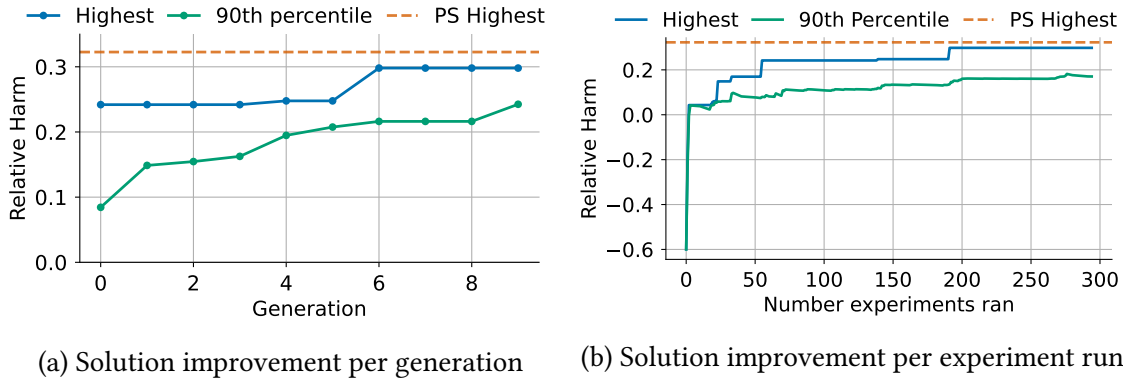 Highest 90th percentile PS Highest
Relative Harm
0.3
0.2
0.1
0.0
0 2 4 6 8
Generation
(a) Solution improvement per generation
Highest 90th Percentile PS Highest
Relative Harm
0.2
0.0
−0.2
−0.4
−0.6
0 50 100 150 200 250 300
Number experiments ran
(b) Solution improvement per experiment run